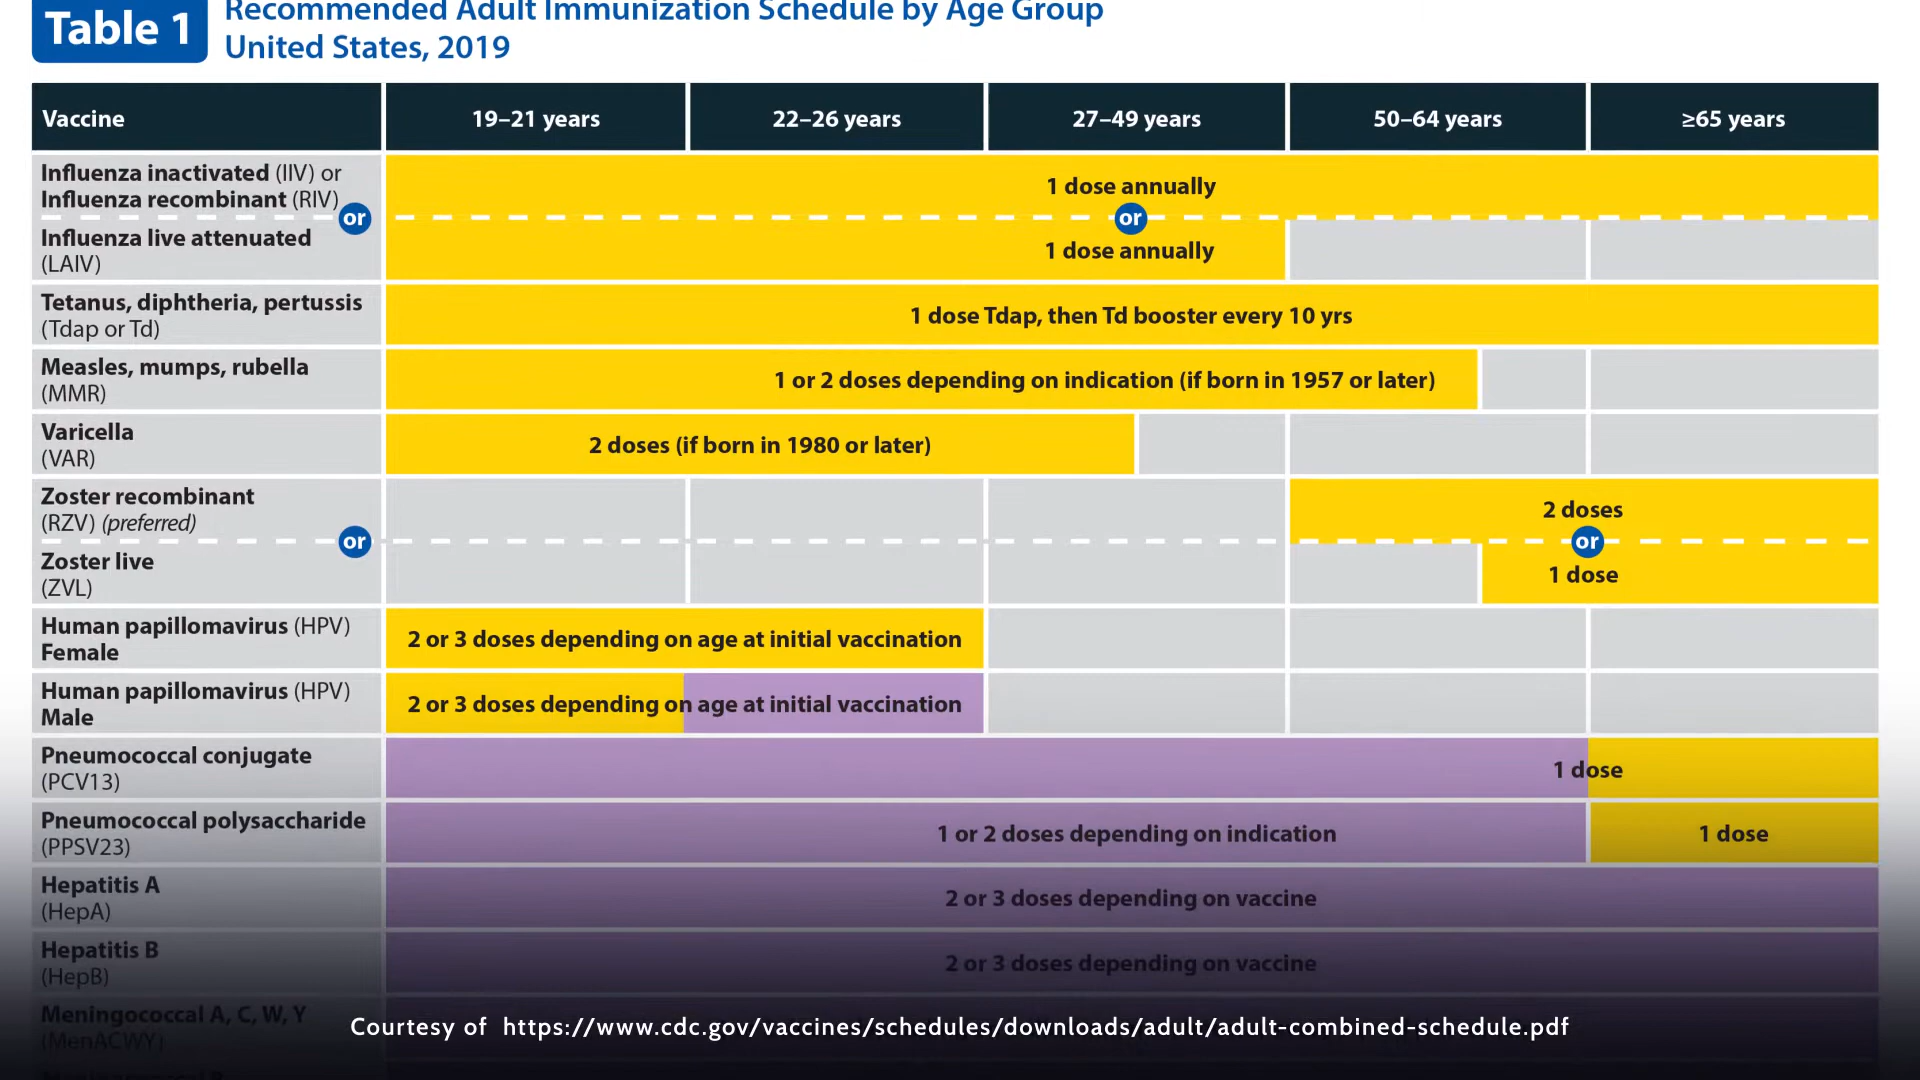 Table 1
Recommended Adult Immunization Schedule by Age Group
United States, 2019
Vaccine
19–21 years
22–26 years
27–49 years
50–64 years
≥65 years
Influenza inactivated (IIV) or
Influenza recombinant (RIV)
or
Influenza live attenuated
(LAIV)
1 dose annually
or
1 dose annually
Tetanus, diphtheria, pertussis
(Tdap or Td)
1 dose Tdap, then Td booster every 10 yrs
Measles, mumps, rubella
(MMR)
1 or 2 doses depending on indication (if born in 1957 or later)
Varicella
(VAR)
2 doses (if born in 1980 or later)
Zoster recombinant
(RZV) (preferred)
or
Zoster live
(ZVL)
2 doses
or
1 dose
Human papillomavirus (HPV)
Female
2 or 3 doses depending on age at initial vaccination
Human papillomavirus (HPV)
Male
2 or 3 doses depending on age at initial vaccination
Pneumococcal conjugate
(PCV13)
1 dose
Pneumococcal polysaccharide
(PPSV23)
1 or 2 doses depending on indication
1 dose
Hepatitis A
(HepA)
2 or 3 doses depending on vaccine
Hepatitis B
(HepB)
2 or 3 doses depending on vaccine
Meningococcal A, C, W, Y
(MenACWY)
Courtesy of https://www.cdc.gov/vaccines/schedules/downloads/adult/adult-combined-schedule.pdf